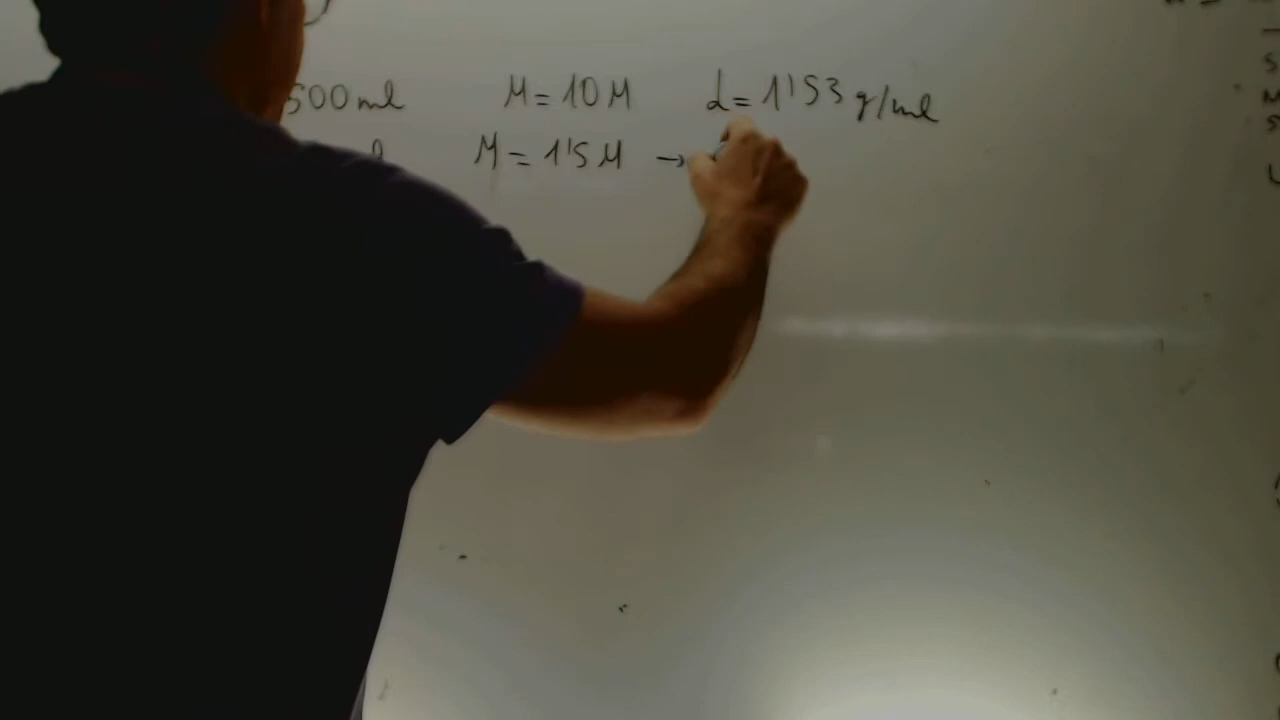 500 ml M = 10 M d = 1'53 g/ml
M = 1'5 M →